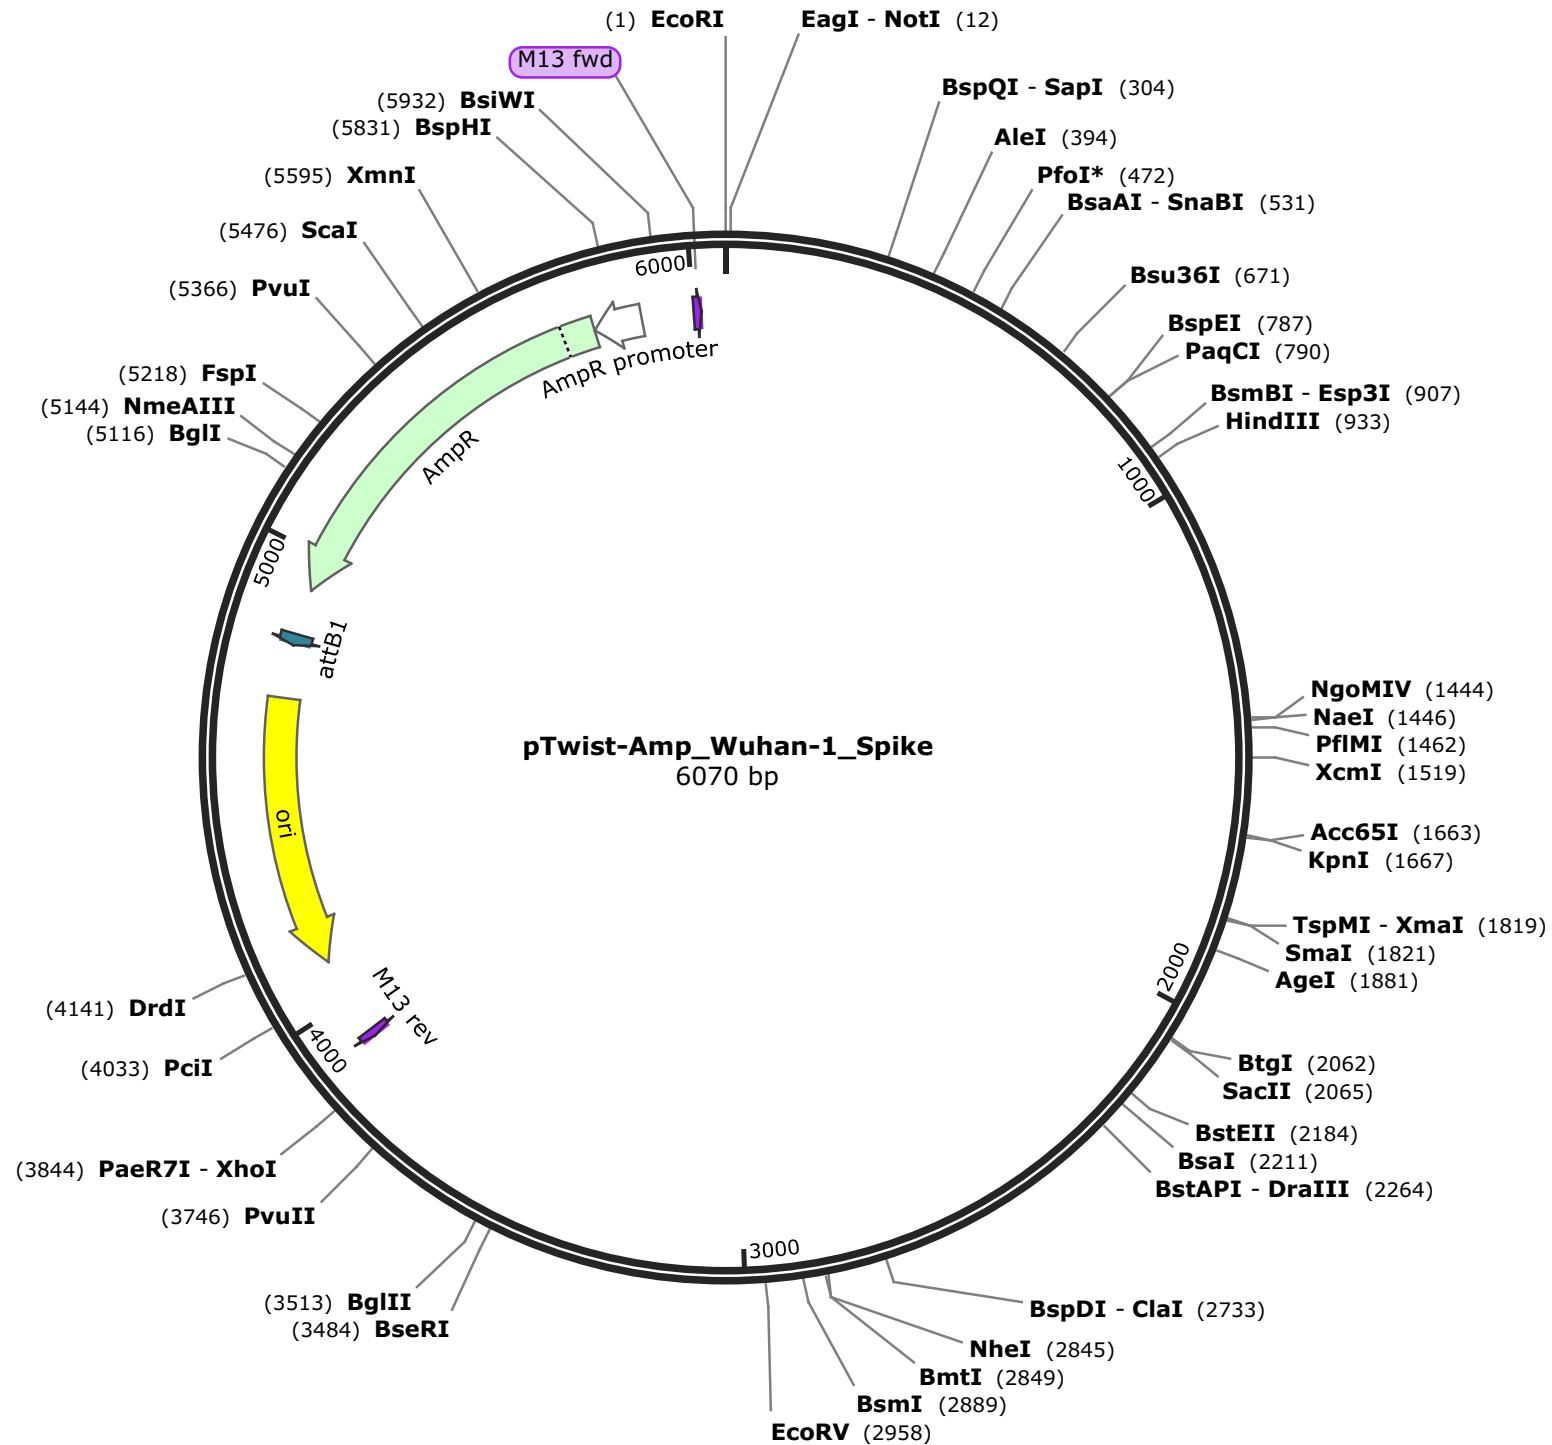 (1) EcoRI
EagI - NotI (12)
M13 fwd
BspQI - SapI (304)
(5932) BsiWI
(5831) BspHI
AleI (394)
(5595) XmnI
PfoI* (472)
BsaAI - SnaBI (531)
(5476) ScaI
6000
Bsu36I (671)
(5366) PvuI
BspEI (787)
AmpR promoter
PaqCI (790)
(5218) FspI
BsmBI - Esp3I (907)
(5144) NmeAIII
HindIII (933)
(5116) BglI
AmpR
1000
5000
attB1
NgoMIV (1444)
NaeI (1446)
pTwist-Amp_Wuhan-1_Spike
PflMI (1462)
6070 bp
XcmI (1519)
ori
Acc65I (1663)
KpnI (1667)
TspMI - XmaI (1819)
SmaI (1821)
2000
AgeI (1881)
M13 rev
(4141) DrdI
4000
(4033) PciI
BtgI (2062)
SacII (2065)
BstEII (2184)
(3844) PaeR7I - XhoI
BsaI (2211)
BstAPI - DraIII (2264)
(3746) PvuII
3000
(3513) BglII
BspDI - ClaI (2733)
(3484) BseRI
NheI (2845)
BmtI (2849)
BsmI (2889)
EcoRV (2958)